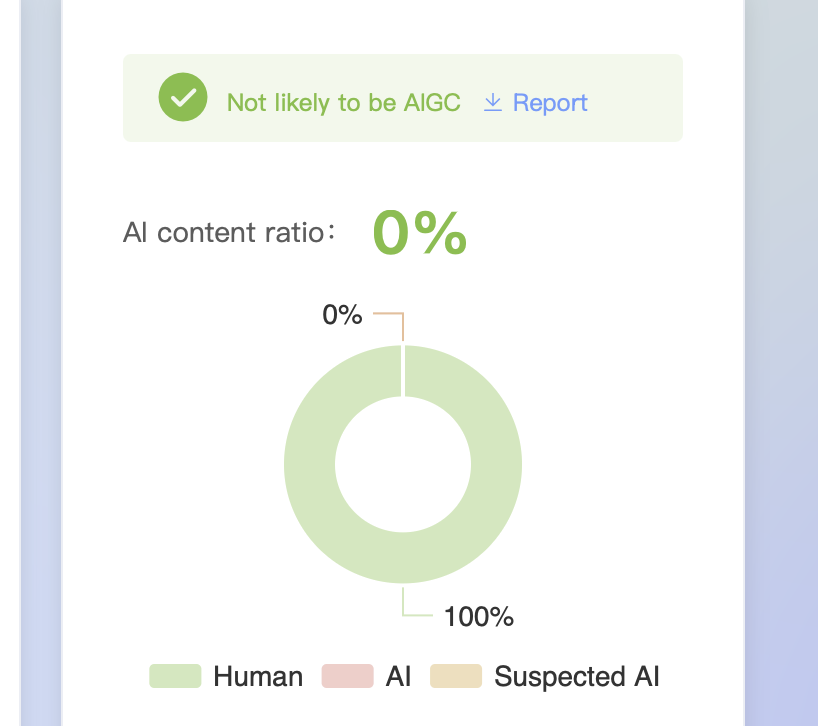 Not likely to be AIGC Report
AI content ratio：0%
0%
100%
Human AI Suspected AI